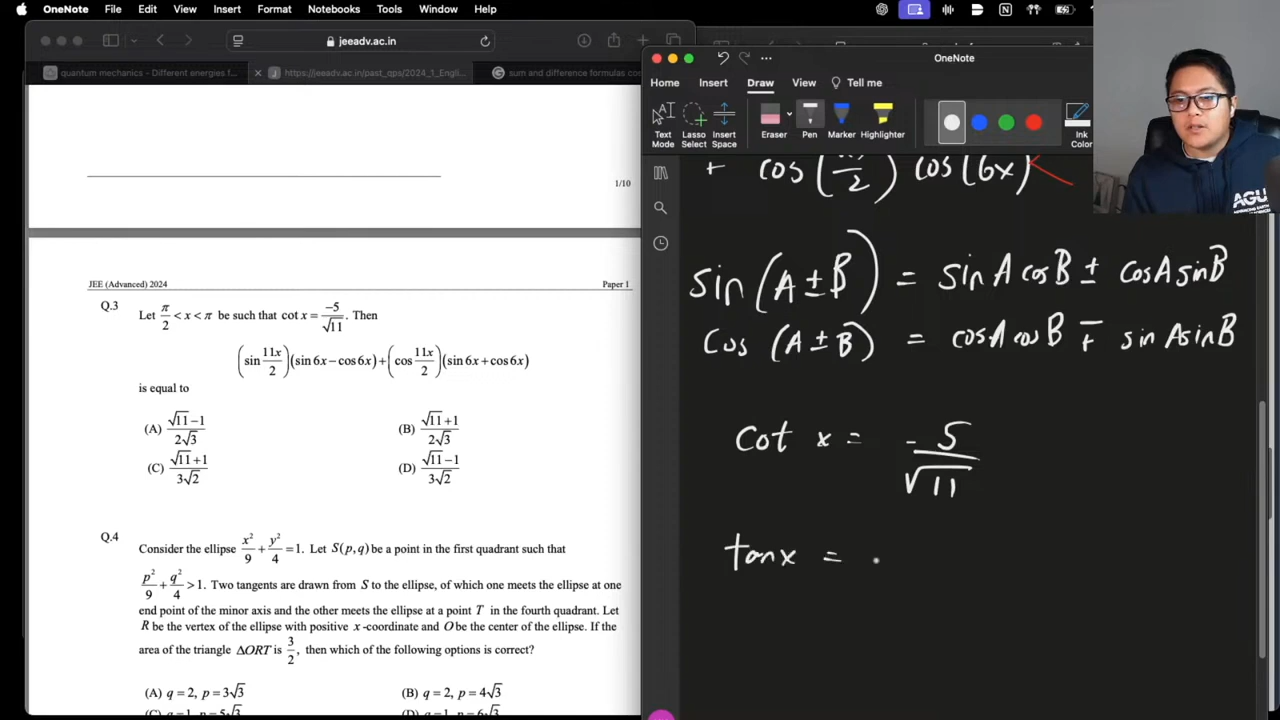 OneNote File Edit View Insert Format Notebooks Tools Window Help
jeeadv.ac.in
quantum mechanics - Different energies f...
https://jeeadv.ac.in/past_qps/2024_1_Engli...
sum and difference formulas co
1/10
JEE (Advanced) 2024 Paper 1
Q.3
Let π/2 < x < π be such that cot x = −5/√11. Then
(sin 11x/2)(sin 6x − cos 6x) + (cos 11x/2)(sin 6x + cos 6x)
is equal to
(A) √11−1/2√3 (B) √11+1/2√3
(C) √11+1/3√2 (D) √11−1/3√2
Q.4
Consider the ellipse x²/9 + y²/4 = 1. Let S(p, q) be a point in the first quadrant such that
p²/9 + q²/4 > 1. Two tangents are drawn from S to the ellipse, of which one meets the ellipse at one
end point of the minor axis and the other meets the ellipse at a point T in the fourth quadrant. Let
R be the vertex of the ellipse with positive x-coordinate and O be the center of the ellipse. If the
area of the triangle ΔORT is 3/2, then which of the following options is correct?
(A) q = 2, p = 3√3 (B) q = 2, p = 4√3
OneNote
Home Insert Draw View Tell me
Text Mode Lasso Select Insert Space Eraser Pen Marker Highlighter Ink Color
cos(6x)
sin(A ± B) = sinA cosB ± cosA sinB
Cos (A ± B) = cosA cosB ∓ sinA sinB
Cot x = -5/√11
tanx =
AGU